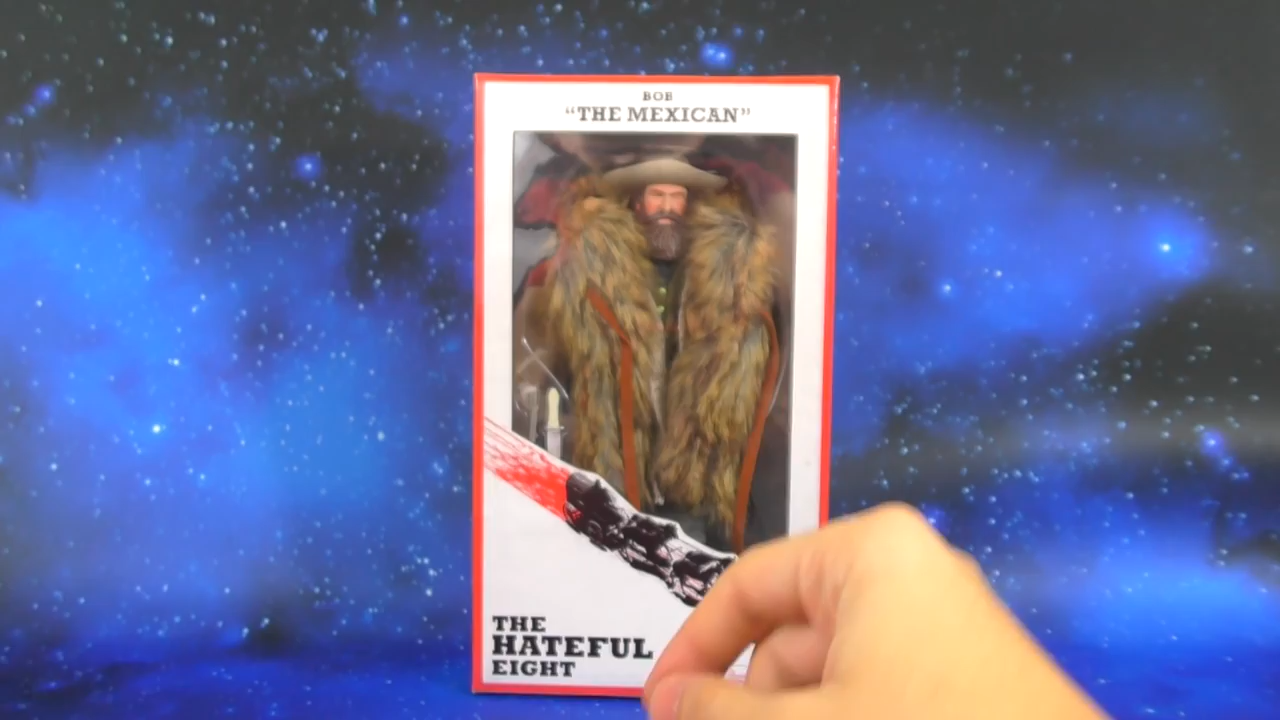 BOB
“THE MEXICAN”
THE
HATEFUL
EIGHT